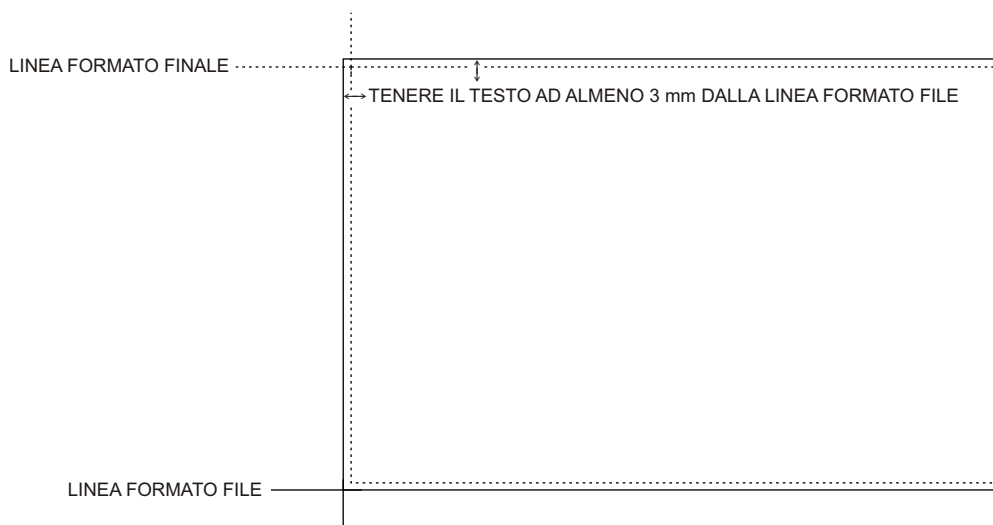 LINEA FORMATO FINALE
TENERE IL TESTO AD ALMENO 3 mm DALLA LINEA FORMATO FILE
LINEA FORMATO FILE